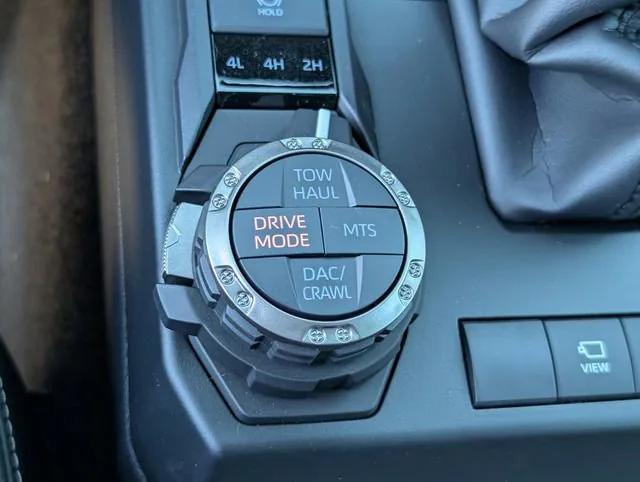 HOLD
4L 4H 2H
TOW
HAUL
DRIVE
MODE
MTS
DAC/
CRAWL
VIEW